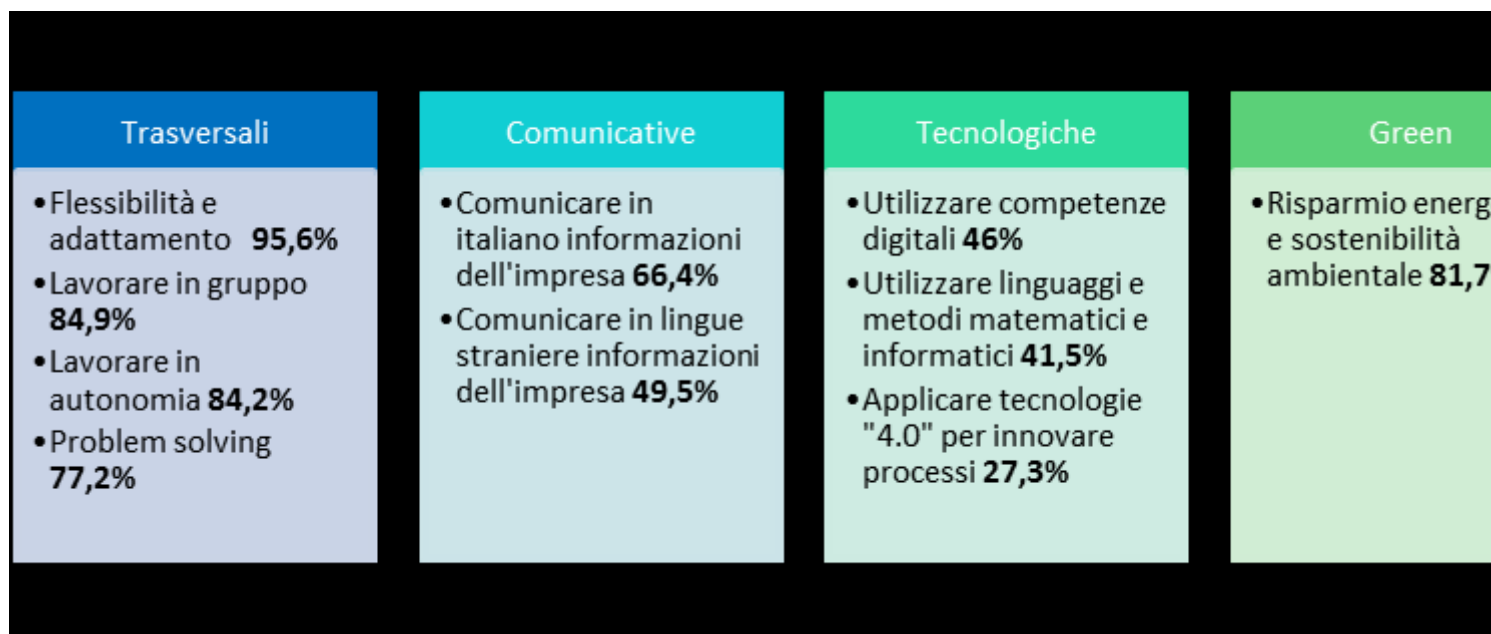 Trasversali
•Flessibilità e
adattamento 95,6%
•Lavorare in gruppo
84,9%
•Lavorare in
autonomia 84,2%
•Problem solving
77,2%
Comunicative
•Comunicare in
italiano informazioni
dell'impresa 66,4%
•Comunicare in lingue
straniere informazioni
dell'impresa 49,5%
Tecnologiche
•Utilizzare competenze
digitali 46%
•Utilizzare linguaggi e
metodi matematici e
informatici 41,5%
•Applicare tecnologie
"4.0" per innovare
processi 27,3%
Green
•Risparmio energ
e sostenibilità
ambientale 81,7